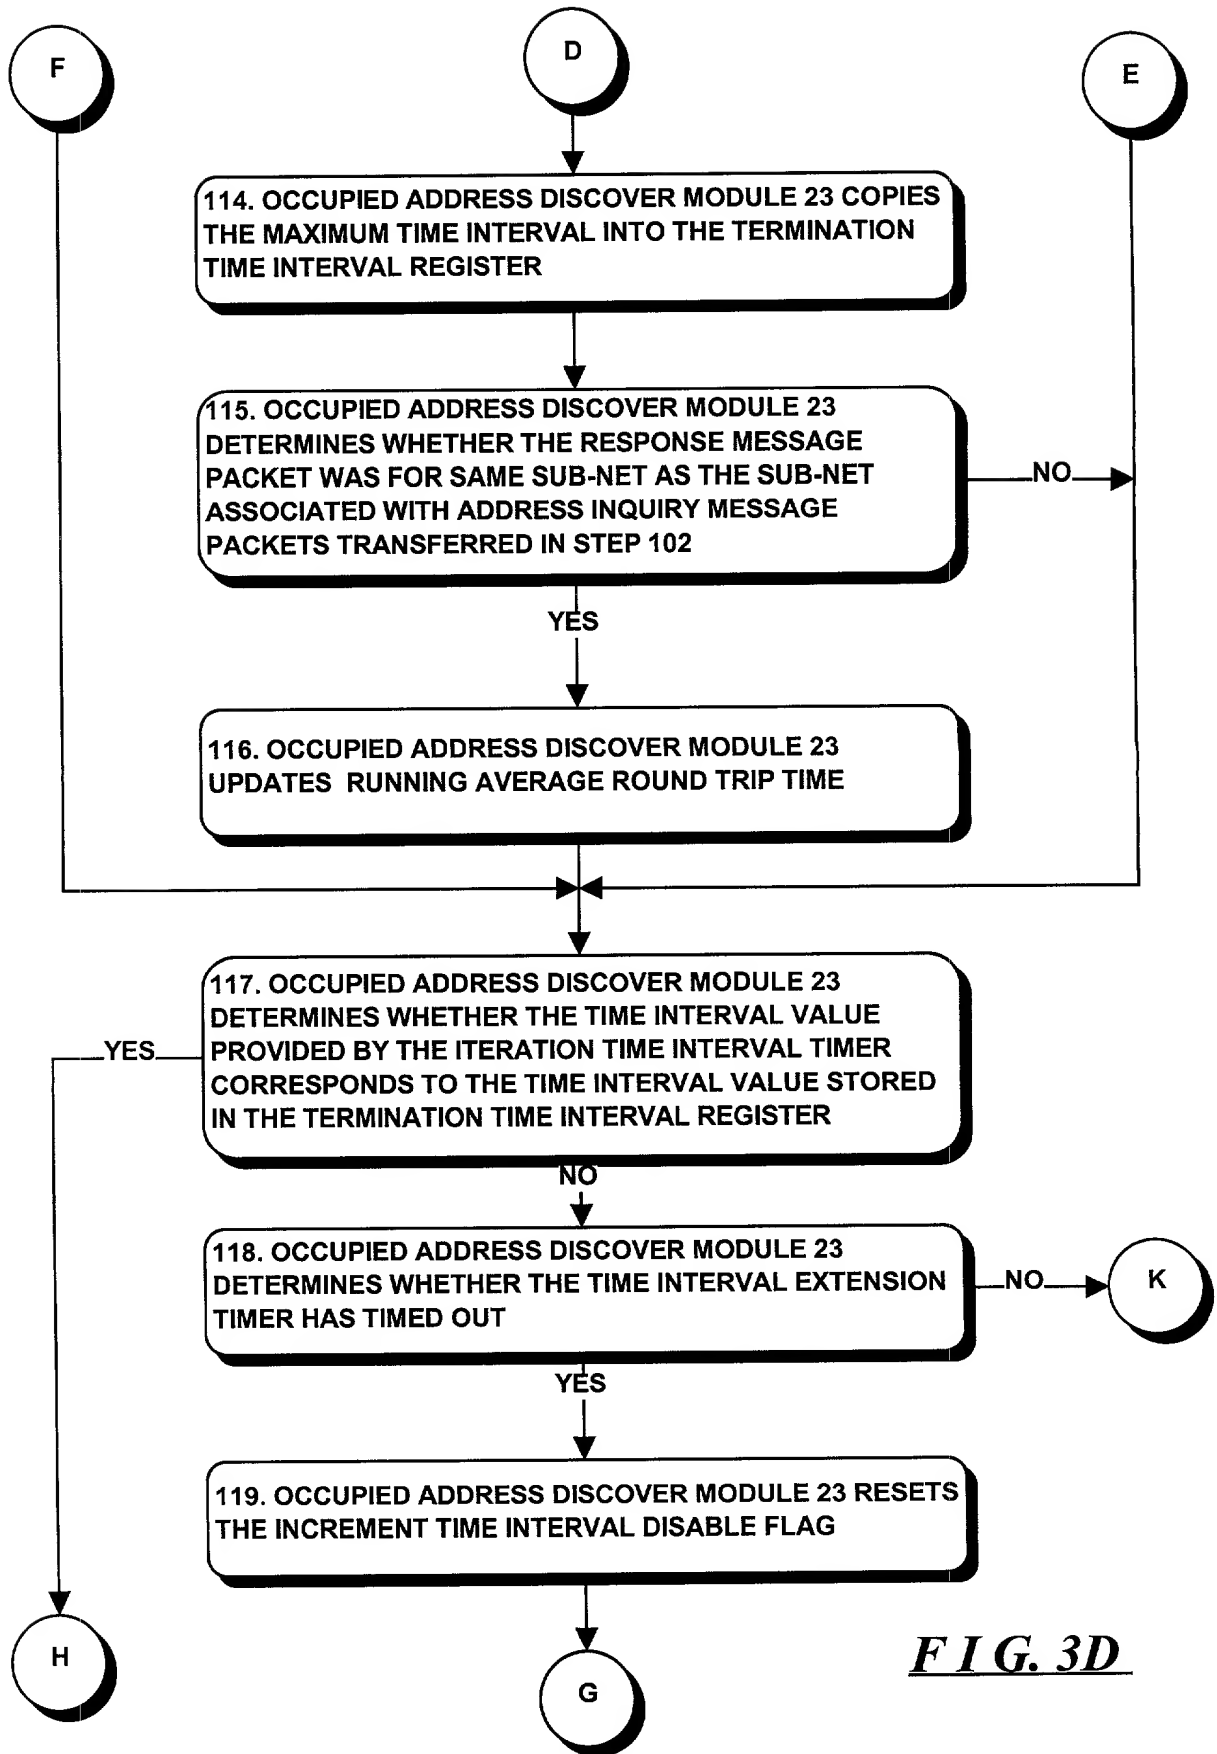 F
D
E
114. OCCUPIED ADDRESS DISCOVER MODULE 23 COPIES
THE MAXIMUM TIME INTERVAL INTO THE TERMINATION
TIME INTERVAL REGISTER
115. OCCUPIED ADDRESS DISCOVER MODULE 23
DETERMINES WHETHER THE RESPONSE MESSAGE
PACKET WAS FOR SAME SUB-NET AS THE SUB-NET
ASSOCIATED WITH ADDRESS INQUIRY MESSAGE
PACKETS TRANSFERRED IN STEP 102
NO
YES
116. OCCUPIED ADDRESS DISCOVER MODULE 23
UPDATES RUNNING AVERAGE ROUND TRIP TIME
117. OCCUPIED ADDRESS DISCOVER MODULE 23
DETERMINES WHETHER THE TIME INTERVAL VALUE
PROVIDED BY THE ITERATION TIME INTERVAL TIMER
CORRESPONDS TO THE TIME INTERVAL VALUE STORED
IN THE TERMINATION TIME INTERVAL REGISTER
YES
NO
118. OCCUPIED ADDRESS DISCOVER MODULE 23
DETERMINES WHETHER THE TIME INTERVAL EXTENSION
TIMER HAS TIMED OUT
NO
K
YES
119. OCCUPIED ADDRESS DISCOVER MODULE 23 RESETS
THE INCREMENT TIME INTERVAL DISABLE FLAG
H
G
F I G. 3D